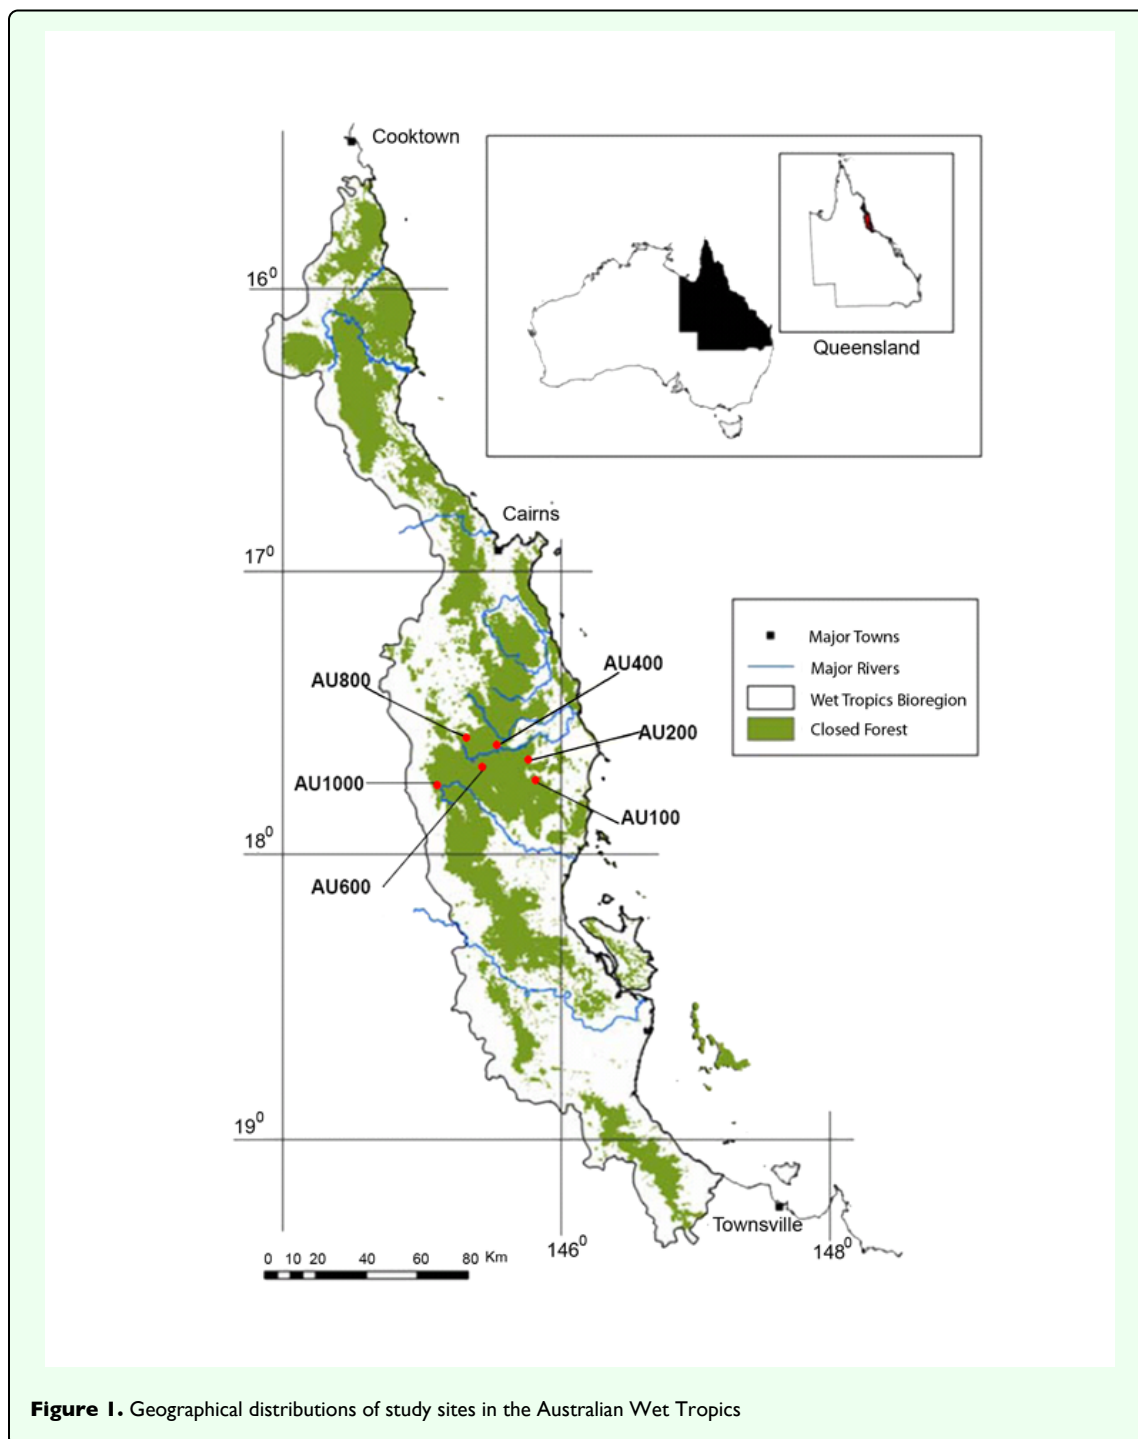 Cooktown
16⁰
Queensland
Cairns
17⁰
Major Towns
Major Rivers
Wet Tropics Bioregion
Closed Forest
AU400
AU800
AU200
AU1000
AU100
18⁰
AU600
19⁰
Townsville
146⁰
148⁰
0 10 20 40 60 80 Km
Figure 1. Geographical distributions of study sites in the Australian Wet Tropics